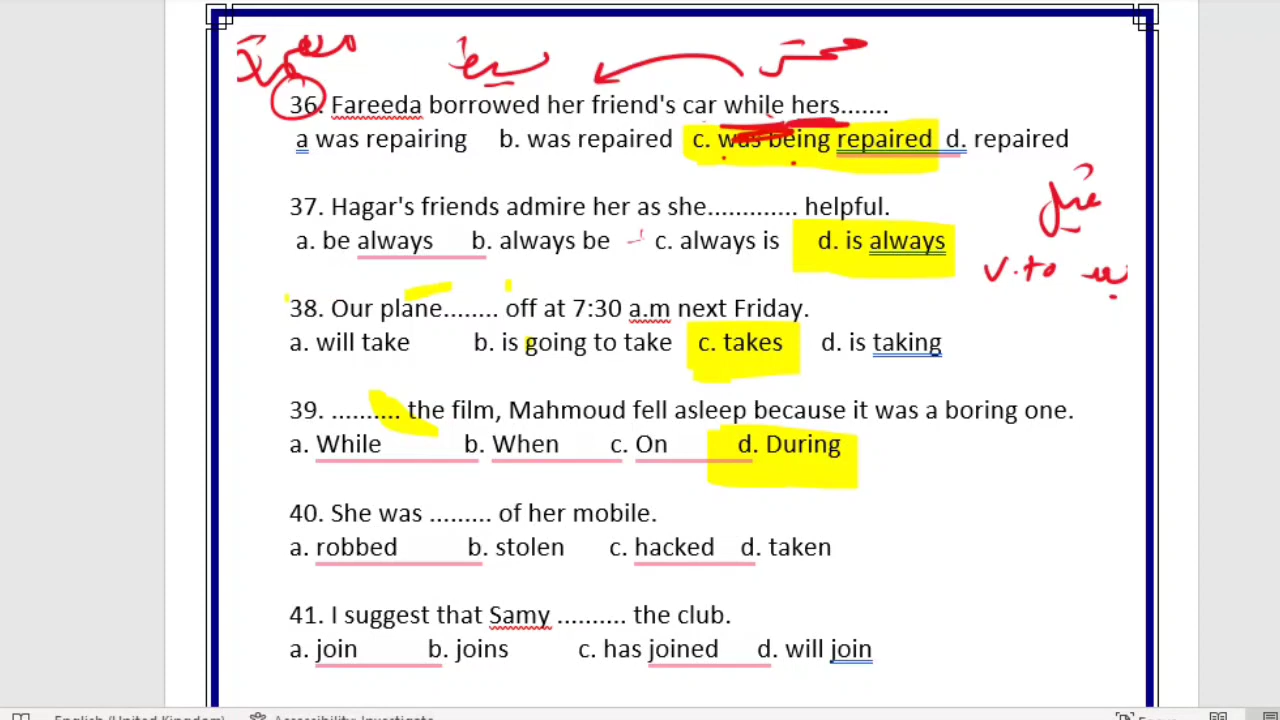 36. Fareeda borrowed her friend's car while hers.......
a was repairing b. was repaired c. was being repaired d. repaired
37. Hagar's friends admire her as she............. helpful.
a. be always b. always be c. always is d. is always
v. to
38. Our plane........ off at 7:30 a.m next Friday.
a. will take b. is going to take c. takes d. is taking
39. .......... the film, Mahmoud fell asleep because it was a boring one.
a. While b. When c. On d. During
40. She was ......... of her mobile.
a. robbed b. stolen c. hacked d. taken
41. I suggest that Samy .......... the club.
a. join b. joins c. has joined d. will join